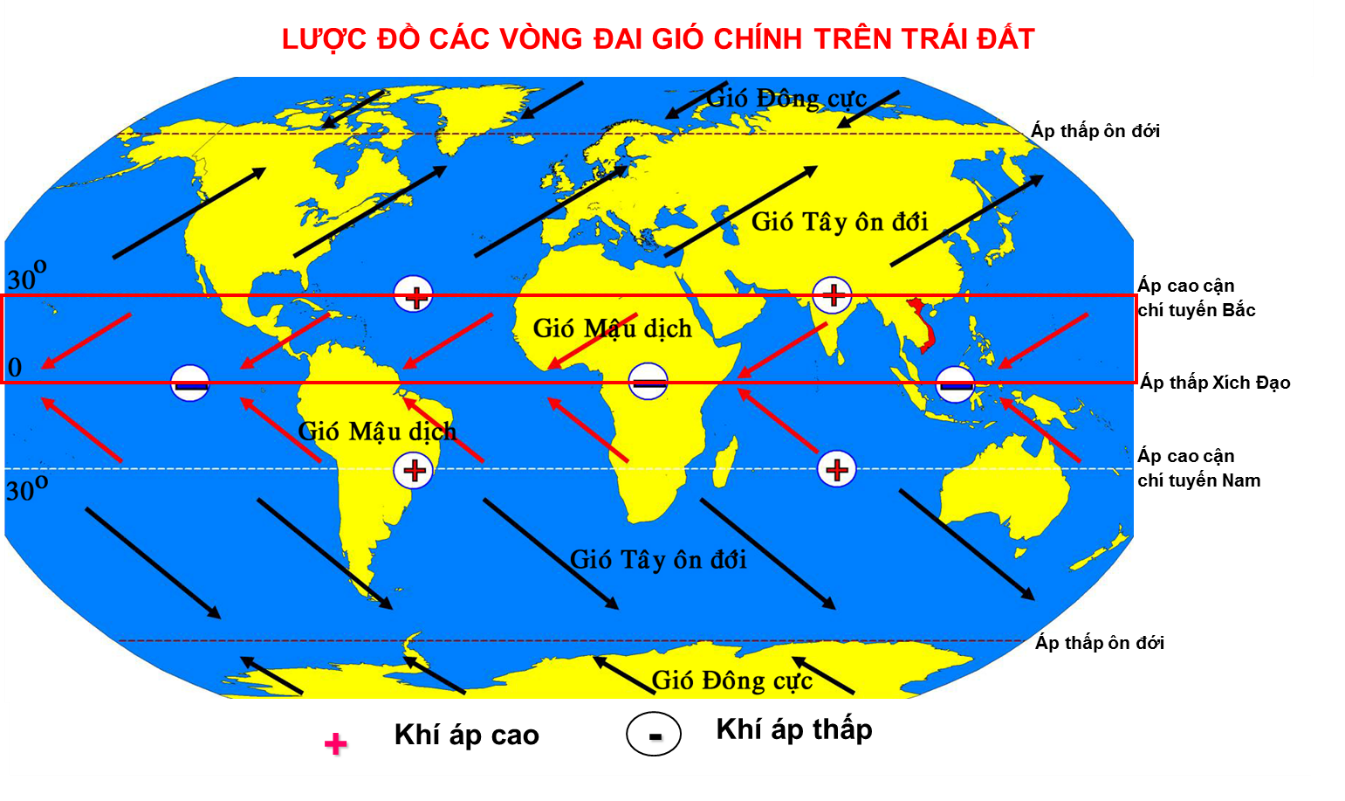 LƯỢC ĐỒ CÁC VÒNG ĐAI GIÓ CHÍNH TRÊN TRÁI ĐẤT
Gió Đông cực
Áp thấp ôn đới
Gió Tây ôn đới
30⁰
Áp cao cận
chí tuyến Bắc
Gió Mậu dịch
0
Áp thấp Xích Đạo
Gió Mậu dịch
Áp cao cận
chí tuyến Nam
30⁰
Gió Tây ôn đới
Áp thấp ôn đới
Gió Đông cực
+ Khí áp cao
- Khí áp thấp